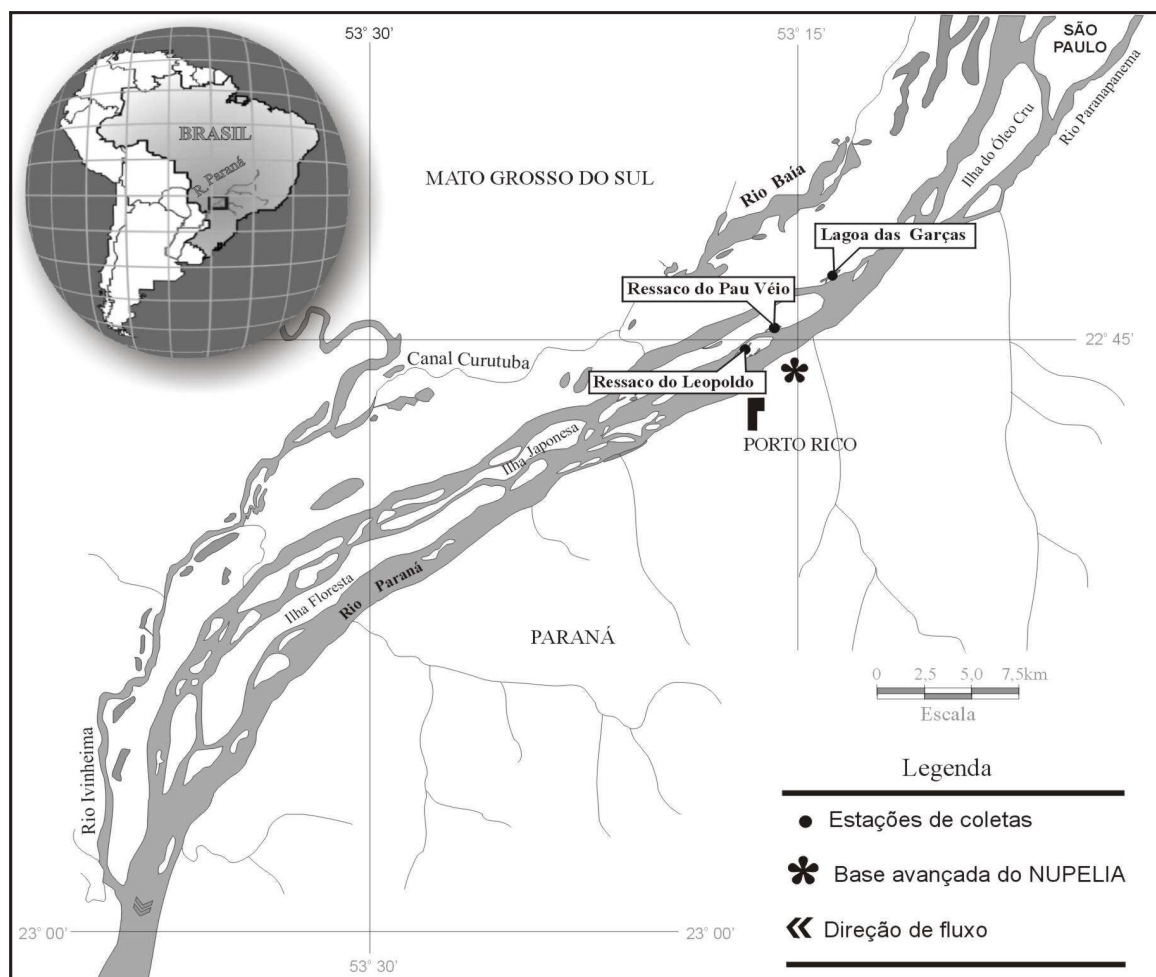 53° 30'
53° 15'
SÃO
PAULO
BRASIL
R. Paraná
MATO GROSSO DO SUL
Rio Baía
Ilha do Óleo Cru
Rio Paranapanema
Lagoa das Garças
Ressaco do Pau Véio
22° 45'
Canal Curutuba
Ressaco do Leopoldo
PORTO RICO
Ilha Japonesa
Ilha Floresta
Rio Paraná
PARANÁ
0 2,5 5,0 7,5km
Escala
Rio Ivinheima
Legenda
Estações de coletas
Base avançada do NUPELIA
Direção de fluxo
23° 00'
23° 00'
53° 30'